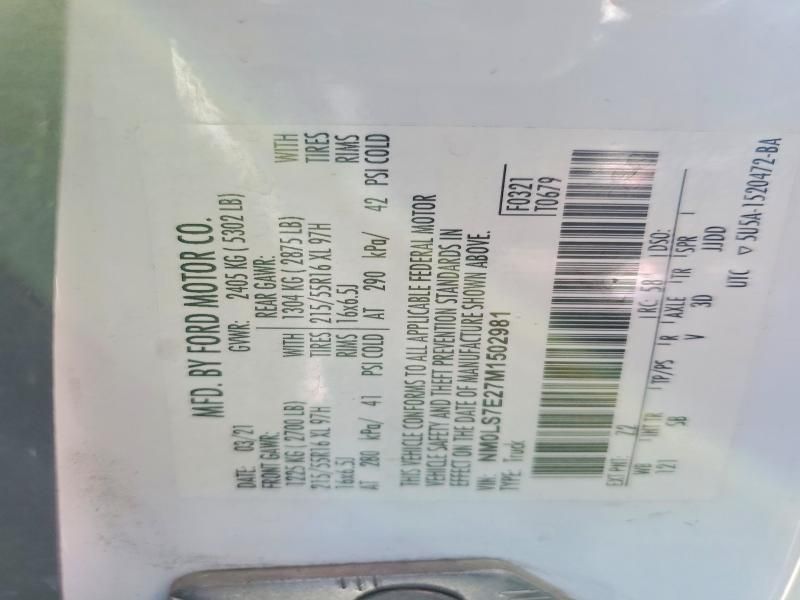 MFD. BY FORD MOTOR CO.
DATE: 03/21 GVWR: 2405 KG ( 5302 LB)
FRONT GAWR: REAR GAWR:
1225 KG ( 2700 LB) WITH 1304 KG ( 2875 LB) WITH
215/55R16 XL 97H TIRES 215/55R16 XL 97H TIRES
16x6.5J RIMS 16x6.5J RIMS
AT 280 kPa/ 41 PSI COLD AT 290 kPa/ 42 PSI COLD
THIS VEHICLE CONFORMS TO ALL APPLICABLE FEDERAL MOTOR
VEHICLE SAFETY AND THEFT PREVENTION STANDARDS IN
EFFECT ON THE DATE OF MANUFACTURE SHOWN ABOVE.
VIN: NM0LS7E27M1502981 F0321
TYPE: Truck T0679
EXT PNT: Z2 RC: 58 DSO:
WB INT TR TP/PS R AXLE TR SPR
121 SB V 3D JJDD
UTC ▽ 5U5A-1520472-BA